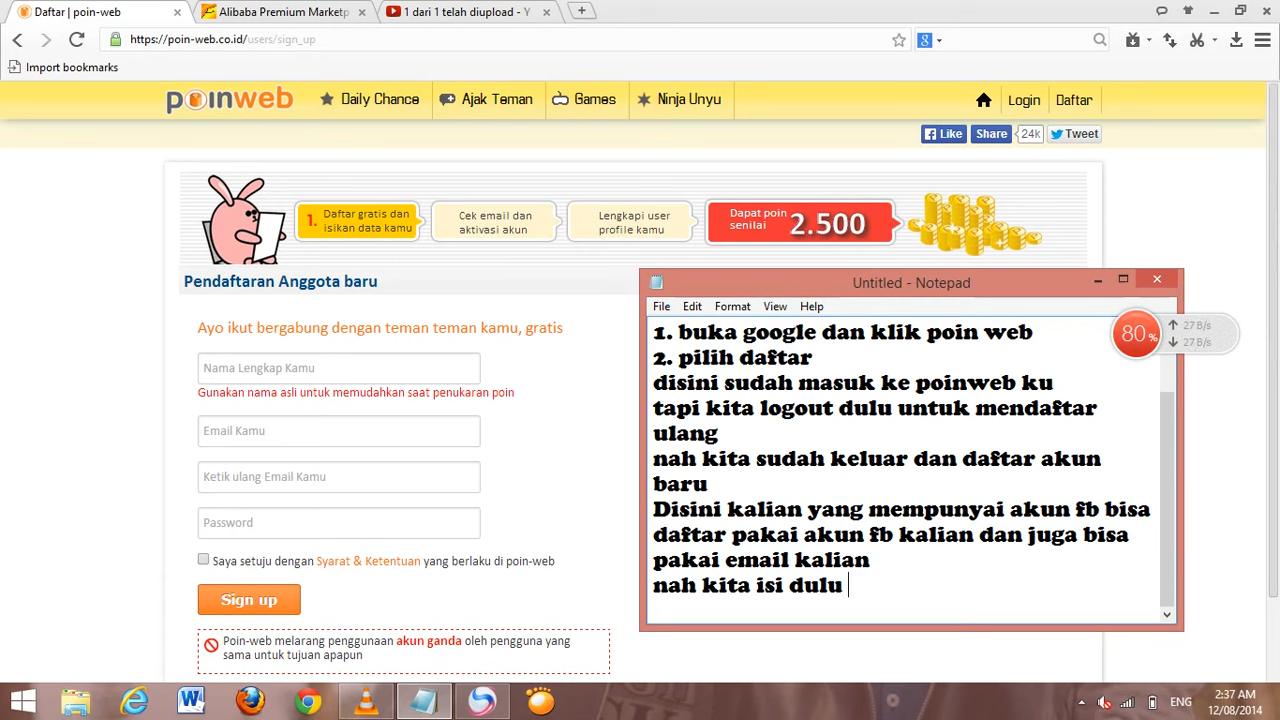 Daftar | poin-web
Alibaba Premium Marketp
1 dari 1 telah diupload - Y
https://poin-web.co.id/users/sign_up
Import bookmarks
poinweb
Daily Chance
Ajak Teman
Games
Ninja Unyu
Login
Daftar
Like
Share
24k
Tweet
1. Daftar gratis dan
isikan data kamu
Cek email dan
aktivasi akun
Lengkapi user
profile kamu
Dapat poin
senilai
2.500
Pendaftaran Anggota baru
Ayo ikut bergabung dengan teman teman kamu, gratis
Nama Lengkap Kamu
Gunakan nama asli untuk memudahkan saat penukaran poin
Email Kamu
Ketik ulang Email Kamu
Password
Saya setuju dengan Syarat & Ketentuan yang berlaku di poin-web
Sign up
Poin-web melarang penggunaan akun ganda oleh pengguna yang
sama untuk tujuan apapun
Untitled - Notepad
File Edit Format View Help
1. buka google dan klik poin web
2. pilih daftar
disini sudah masuk ke poinweb ku
tapi kita logout dulu untuk mendaftar
ulang
nah kita sudah keluar dan daftar akun
baru
Disini kalian yang mempunyai akun fb bisa
daftar pakai akun fb kalian dan juga bisa
pakai email kalian
nah kita isi dulu
80%
27 B/s
27 B/s
ENG
2:37 AM
12/08/2014